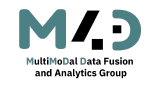 M4D
MultiMoDal Data Fusion
and Analytics Group